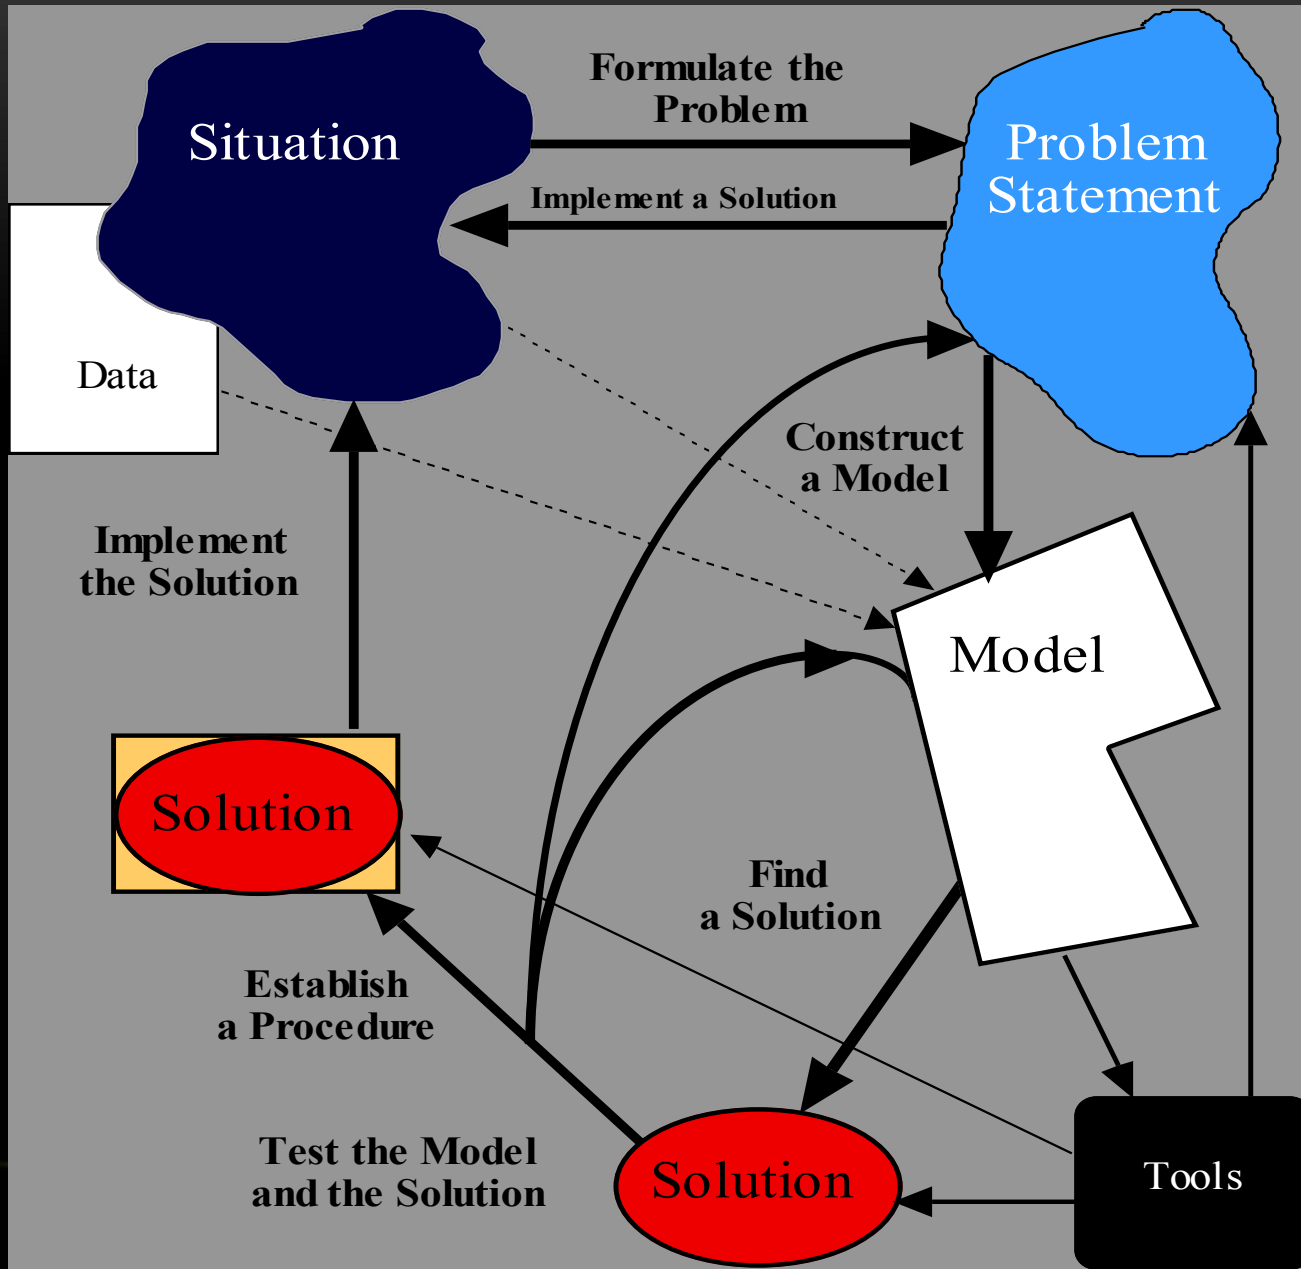 Formulate the
Problem
Situation
Problem
Statement
Implement a Solution
Data
Construct
a Model
Implement
the Solution
Model
Solution
Find
a Solution
Establish
a Procedure
Test the Model
and the Solution
Solution
Tools